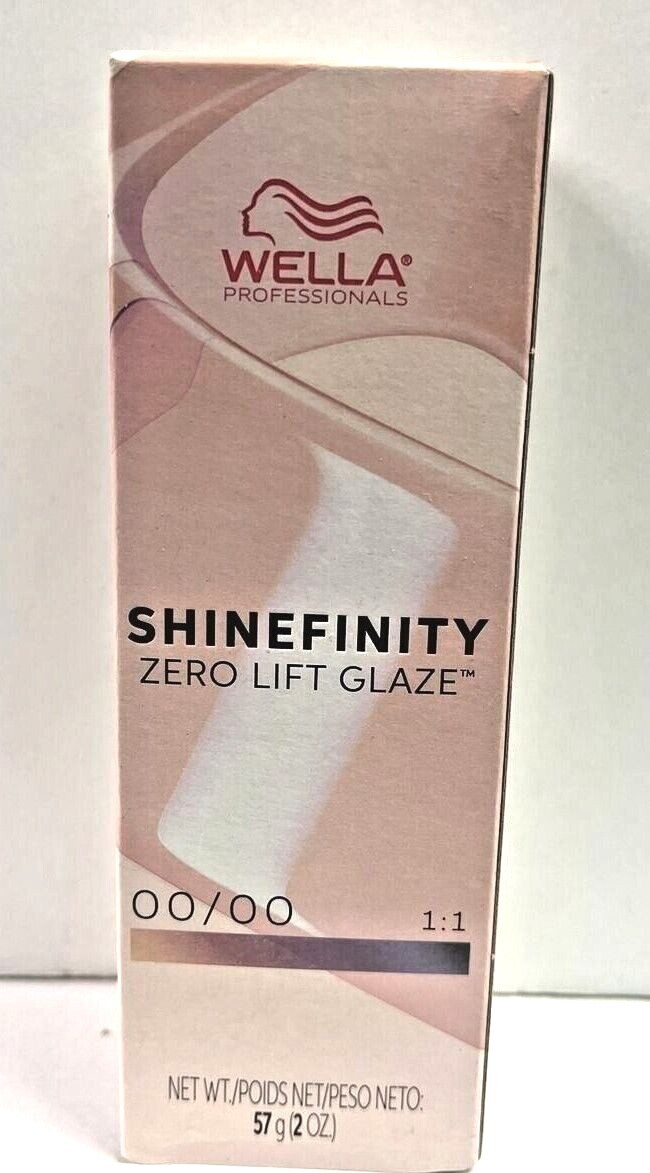 WELLA®
PROFESSIONALS
SHINEFINITY
ZERO LIFT GLAZE™
00/00 1:1
NET WT./POIDS NET/PESO NETO:
57 g (2 OZ.)